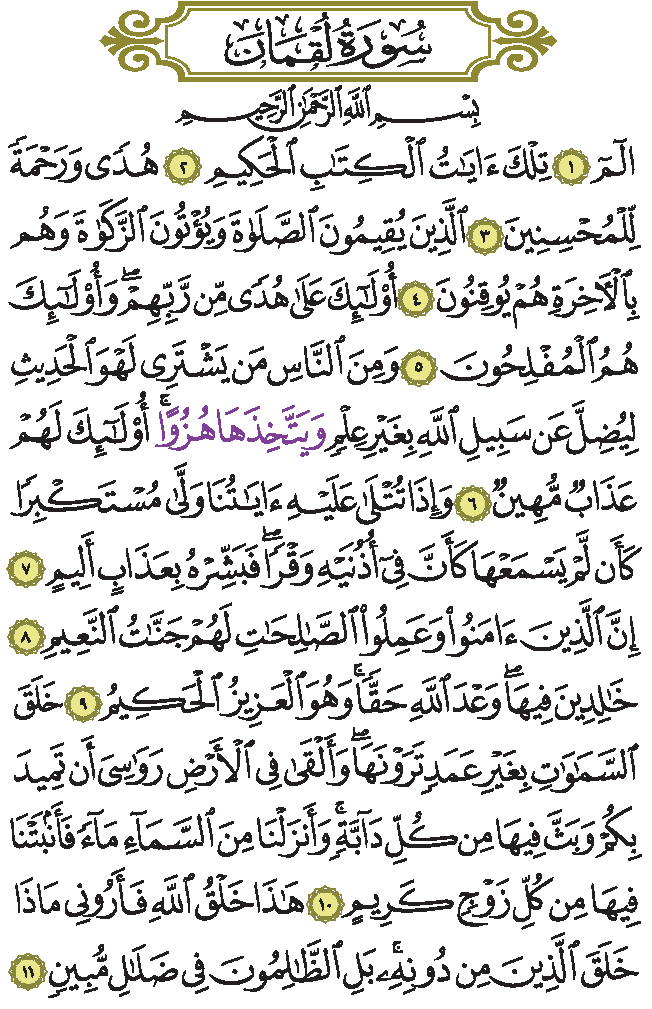 سُورَةُ لُقْمَانَ
بِسْمِ اللَّهِ الرَّحْمَٰنِ الرَّحِيمِ
الٓمٓ ١ تِلْكَ ءَايَٰتُ ٱلْكِتَٰبِ ٱلْحَكِيمِ ٢ هُدًى وَرَحْمَةً
لِّلْمُحْسِنِينَ ٣ ٱلَّذِينَ يُقِيمُونَ ٱلصَّلَوٰةَ وَيُؤْتُونَ ٱلزَّكَوٰةَ وَهُم
بِٱلْأَخِرَةِ هُمْ يُوقِنُونَ ٤ أُوْلَٰٓئِكَ عَلَىٰ هُدًى مِّن رَّبِّهِمْۖ وَأُوْلَٰٓئِكَ
هُمُ ٱلْمُفْلِحُونَ ٥ وَمِنَ ٱلنَّاسِ مَن يَشْتَرِى لَهْوَ ٱلْحَدِيثِ
لِيُضِلَّ عَن سَبِيلِ ٱللَّهِ بِغَيْرِ عِلْمٍ وَيَتَّخِذَهَا هُزُوًاۚ أُوْلَٰٓئِكَ لَهُمْ
عَذَابٌ مُّهِينٌ ٦ وَإِذَا تُتْلَىٰ عَلَيْهِ ءَايَٰتُنَا وَلَّىٰ مُسْتَكْبِرًا
كَأَن لَّمْ يَسْمَعْهَا كَأَنَّ فِىٓ أُذُنَيْهِ وَقْرًاۖ فَبَشِّرْهُ بِعَذَابٍ أَلِيمٍ ٧
إِنَّ ٱلَّذِينَ ءَامَنُوا۟ وَعَمِلُوا۟ ٱلصَّٰلِحَٰتِ لَهُمْ جَنَّٰتُ ٱلنَّعِيمِ ٨
خَٰلِدِينَ فِيهَاۖ وَعْدَ ٱللَّهِ حَقًّاۚ وَهُوَ ٱلْعَزِيزُ ٱلْحَكِيمُ ٩ خَلَقَ
ٱلسَّمَٰوَٰتِ بِغَيْرِ عَمَدٍ تَرَوْنَهَاۖ وَأَلْقَىٰ فِى ٱلْأَرْضِ رَوَٰسِىَ أَن تَمِيدَ
بِكُمْ وَبَثَّ فِيهَا مِن كُلِّ دَآبَّةٍۚ وَأَنزَلْنَا مِنَ ٱلسَّمَآءِ مَآءً فَأَنۢبَتْنَا
فِيهَا مِن كُلِّ زَوْجٍ كَرِيمٍ ١٠ هَٰذَا خَلْقُ ٱللَّهِ فَأَرُونِى مَاذَا
خَلَقَ ٱلَّذِينَ مِن دُونِهِۦۚ بَلِ ٱلظَّٰلِمُونَ فِى ضَلَٰلٍ مُّبِينٍ ١١